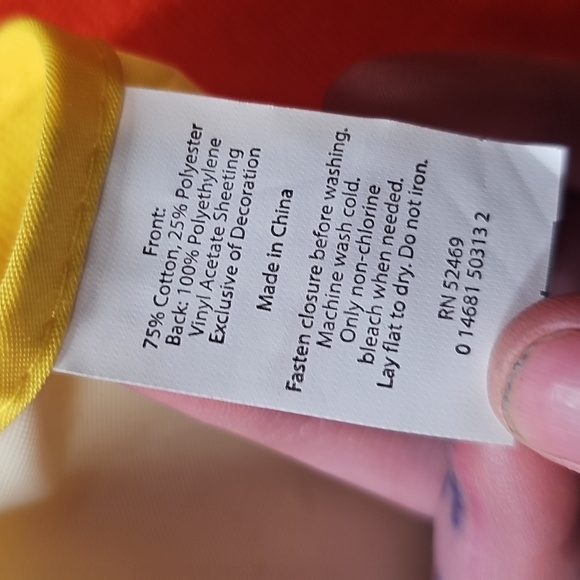 Front:
75% Cotton, 25% Polyester
Back: 100% Polyethylene
Vinyl Acetate Sheeting
Exclusive of Decoration
Made in China
Fasten closure before washing.
Machine wash cold.
Only non-chlorine
bleach when needed.
Lay flat to dry. Do not iron.
RN 52469
0 14681 50313 2